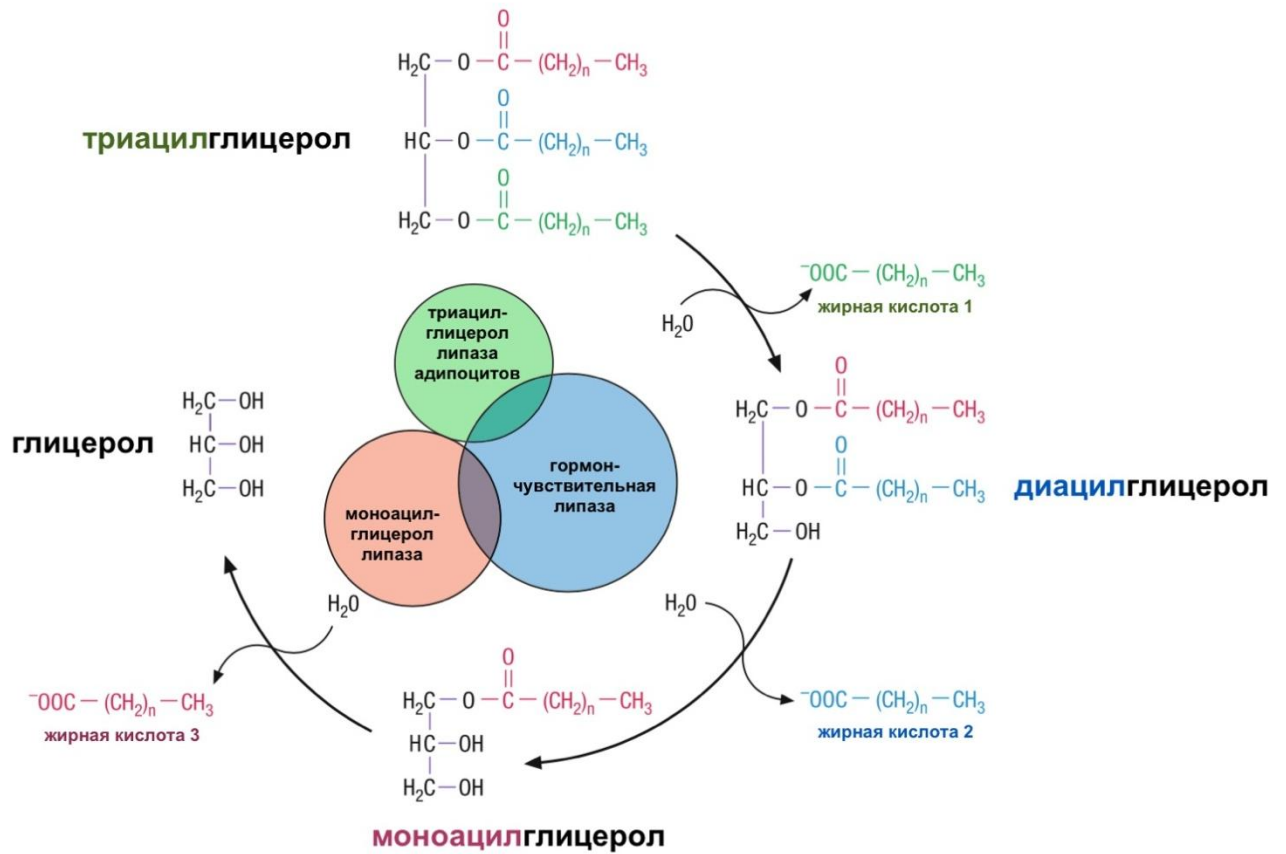 O
H₂C—O—C—(CH₂)n—CH₃
O
триацилглицерол
HC—O—C—(CH₂)n—CH₃
O
H₂C—O—C—(CH₂)n—CH₃
⁻OOC—(CH₂)n—CH₃
жирная кислота 1
H₂O
триацил-
глицерол
липаза
адипоцитов
гормон-
чувствительная
липаза
моноацил-
глицерол
липаза
O
H₂C—O—C—(CH₂)n—CH₃
O
HC—O—C—(CH₂)n—CH₃
H₂C—OH
диацилглицерол
глицерол
H₂C—OH
HC—OH
H₂C—OH
H₂O
⁻OOC—(CH₂)n—CH₃
жирная кислота 2
O
H₂C—O—C—(CH₂)n—CH₃
HC—OH
H₂C—OH
моноацилглицерол
H₂O
⁻OOC—(CH₂)n—CH₃
жирная кислота 3